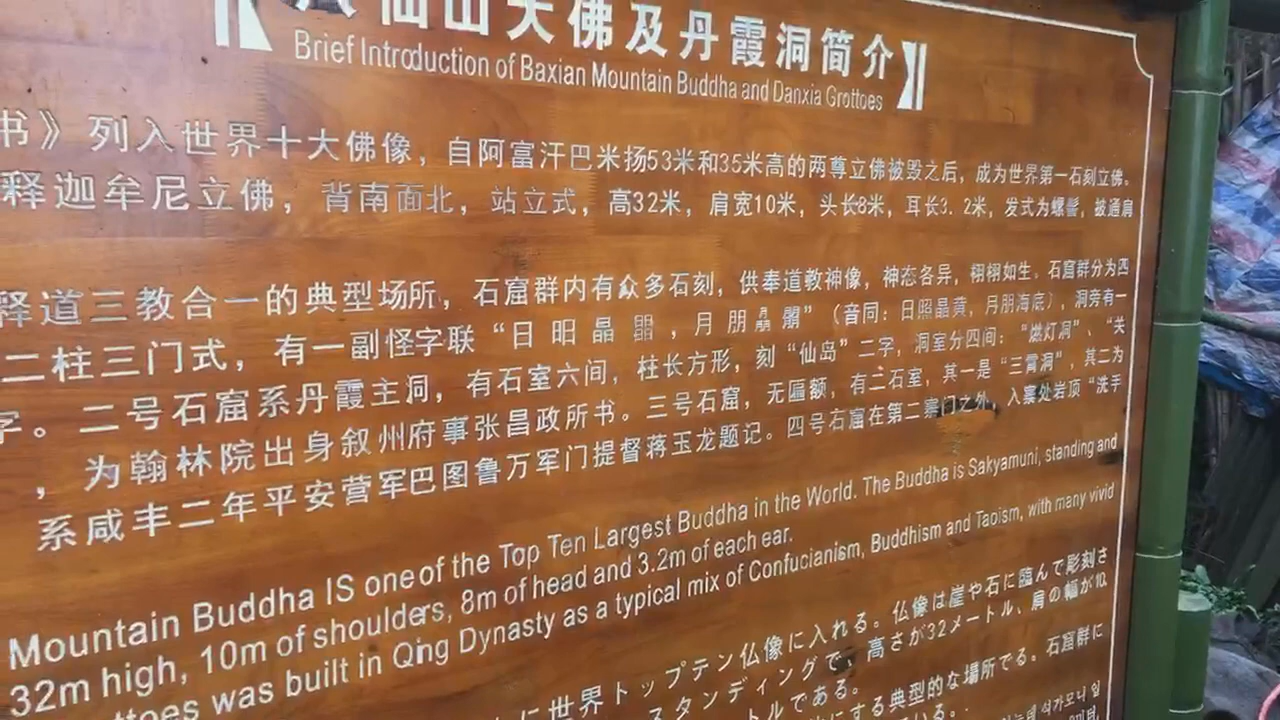 八仙山大佛及丹霞洞简介】
Brief Introduction of Baxian Mountain Buddha and Danxia Grottoes
书》列入世界十大佛像，自阿富汗巴米扬53米和35米高的两尊立佛被毁之后，成为世界第一石刻立佛。
释迦牟尼立佛，背南面北，站立式，高32米，肩宽10米，头长8米，耳长3.2米，发式为螺髻，披通肩
释道三教合一的典型场所，石窟群内有众多石刻，供奉道教神像，神态各异，栩栩如生。石窟群分为四
二柱三门式，有一副怪字联“日 昍 晶 㗊，月 朋 朤”（音同：日照晶黄，月朋海底），洞旁有一
字。二号石窟系丹霞主洞，有石室六间，柱长方形，刻“仙岛”二字，洞室分四间：“燃灯洞”、“关
，为翰林院出身叙州府事张昌政所书。三号石窟，无匾额，有二石室，其一是“三霄洞”，其二为
系咸丰二年平安营军巴图鲁万军门提督蒋玉龙题记。四号石窟在第二寨门之外，入寨处岩顶“洗手
Mountain Buddha IS one of the Top Ten Largest Buddha in the World. The Buddha is Sakyamuni, standing and
32m high, 10m of shoulders, 8m of head and 3.2m of each ear.
ttoes was built in Qing Dynasty as a typical mix of Confucianism, Buddhism and Taoism, with many vivid
に世界トップテン仏像に入れる。仏像は崖や石に臨んで彫刻さ
スタンディングで、高さが32メートル、肩の幅が10.
トルである。
にする典型的な場所でる。石窟群に
ている。
석가모니 입